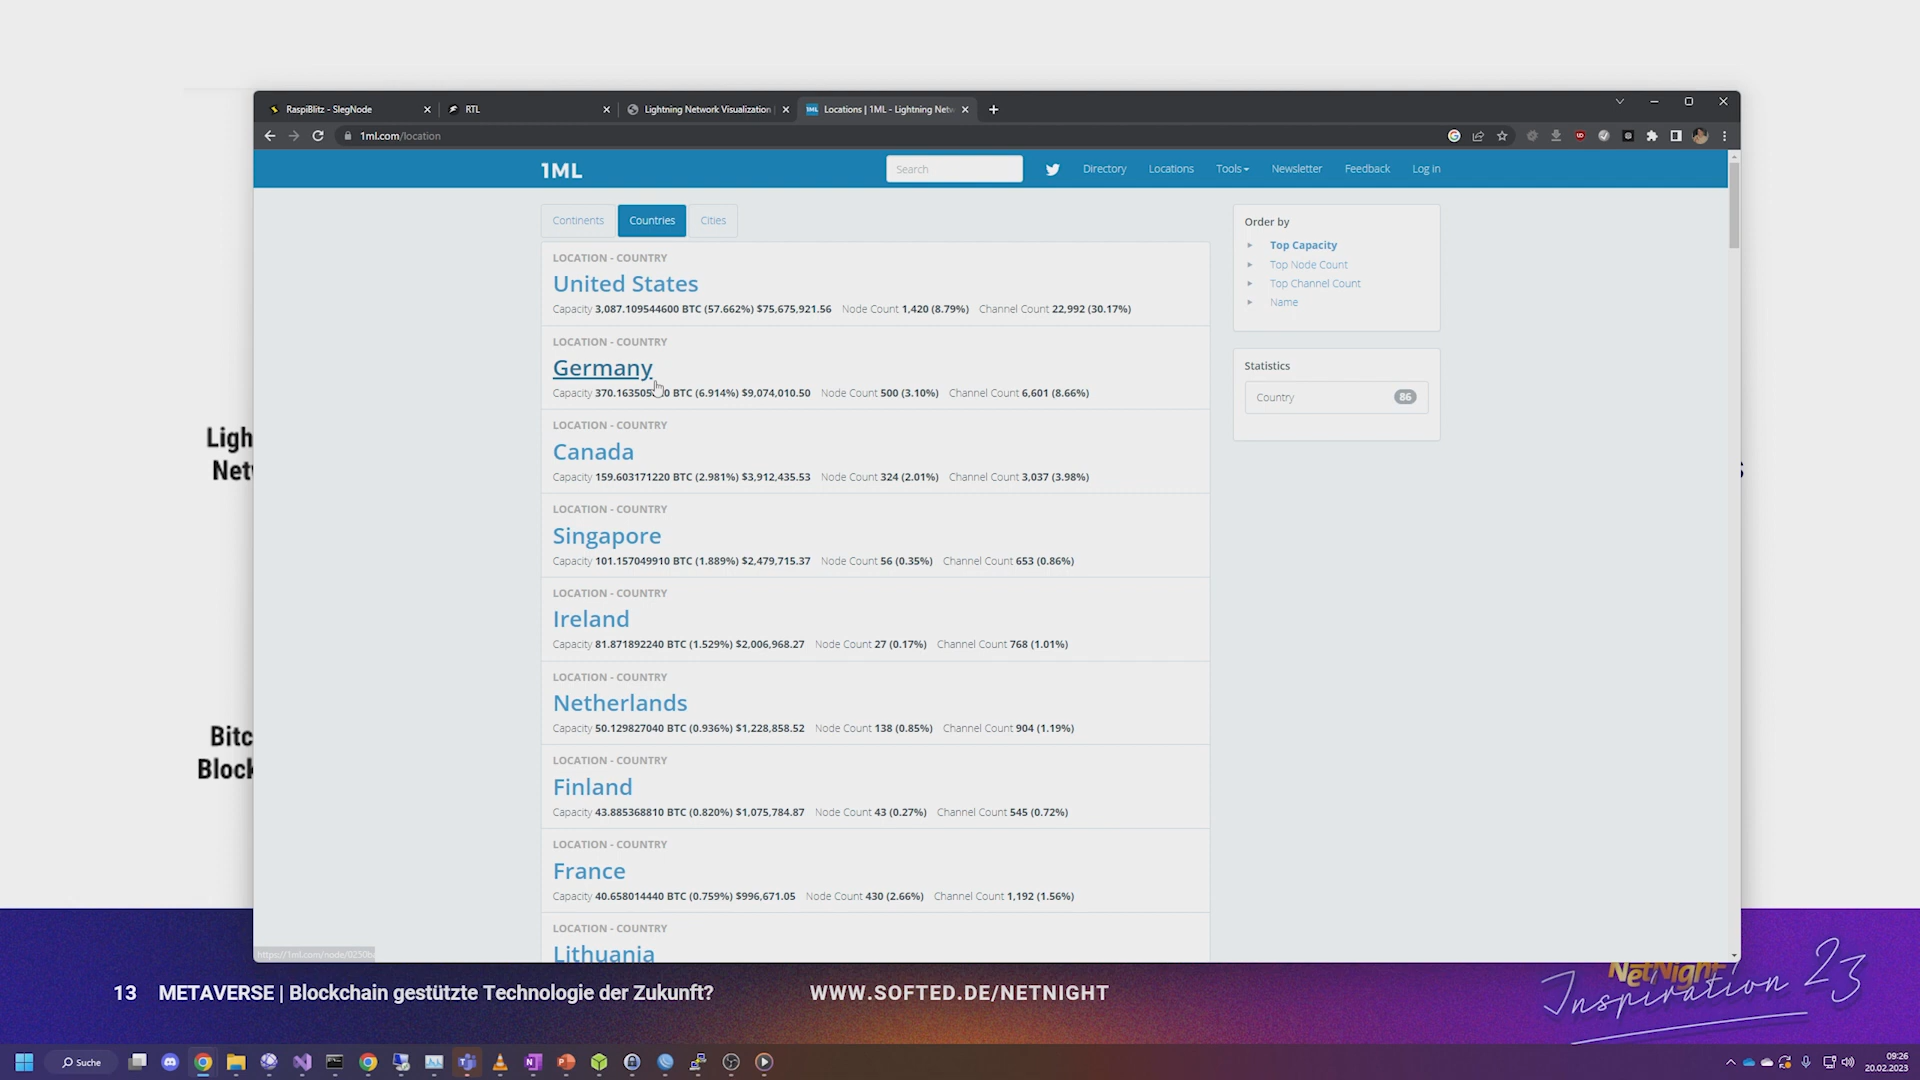 RaspiBlitz - SlegNode
RTL
Lightning Network Visualization
1ML Locations | 1ML - Lightning Netw
1ml.com/location
1ML
Search
Directory
Locations
Tools
Newsletter
Feedback
Log in
Continents
Countries
Cities
LOCATION - COUNTRY
United States
Capacity 3,087.109544600 BTC (57.662%) $75,675,921.56 Node Count 1,420 (8.79%) Channel Count 22,992 (30.17%)
LOCATION - COUNTRY
Germany
Capacity BTC (6.914%) $9,074,010.50 Node Count 500 (3.10%) Channel Count 6,601 (8.66%)
LOCATION - COUNTRY
Canada
Capacity 159.603171220 BTC (2.981%) $3,912,435.53 Node Count 324 (2.01%) Channel Count 3,037 (3.98%)
LOCATION - COUNTRY
Singapore
Capacity 101.157049910 BTC (1.889%) $2,479,715.37 Node Count 56 (0.35%) Channel Count 653 (0.86%)
LOCATION - COUNTRY
Ireland
Capacity 81.871892240 BTC (1.529%) $2,006,968.27 Node Count 27 (0.17%) Channel Count 768 (1.01%)
LOCATION - COUNTRY
Netherlands
Capacity 50.129827040 BTC (0.936%) $1,228,858.52 Node Count 138 (0.85%) Channel Count 904 (1.19%)
LOCATION - COUNTRY
Finland
Capacity 43.885368810 BTC (0.820%) $1,075,784.87 Node Count 43 (0.27%) Channel Count 545 (0.72%)
LOCATION - COUNTRY
France
Capacity 40.658014440 BTC (0.759%) $996,671.05 Node Count 430 (2.66%) Channel Count 1,192 (1.56%)
LOCATION - COUNTRY
Lithuania
Order by
Top Capacity
Top Node Count
Top Channel Count
Name
Statistics
Country 86
Ligh
Net
Bitc
Block
s
https://1ml.com/node/0250b
13 METAVERSE | Blockchain gestützte Technologie der Zukunft?
WWW.SOFTED.DE/NETNIGHT
NetNight
Inspiration 23
Suche
09:26
20.02.2023